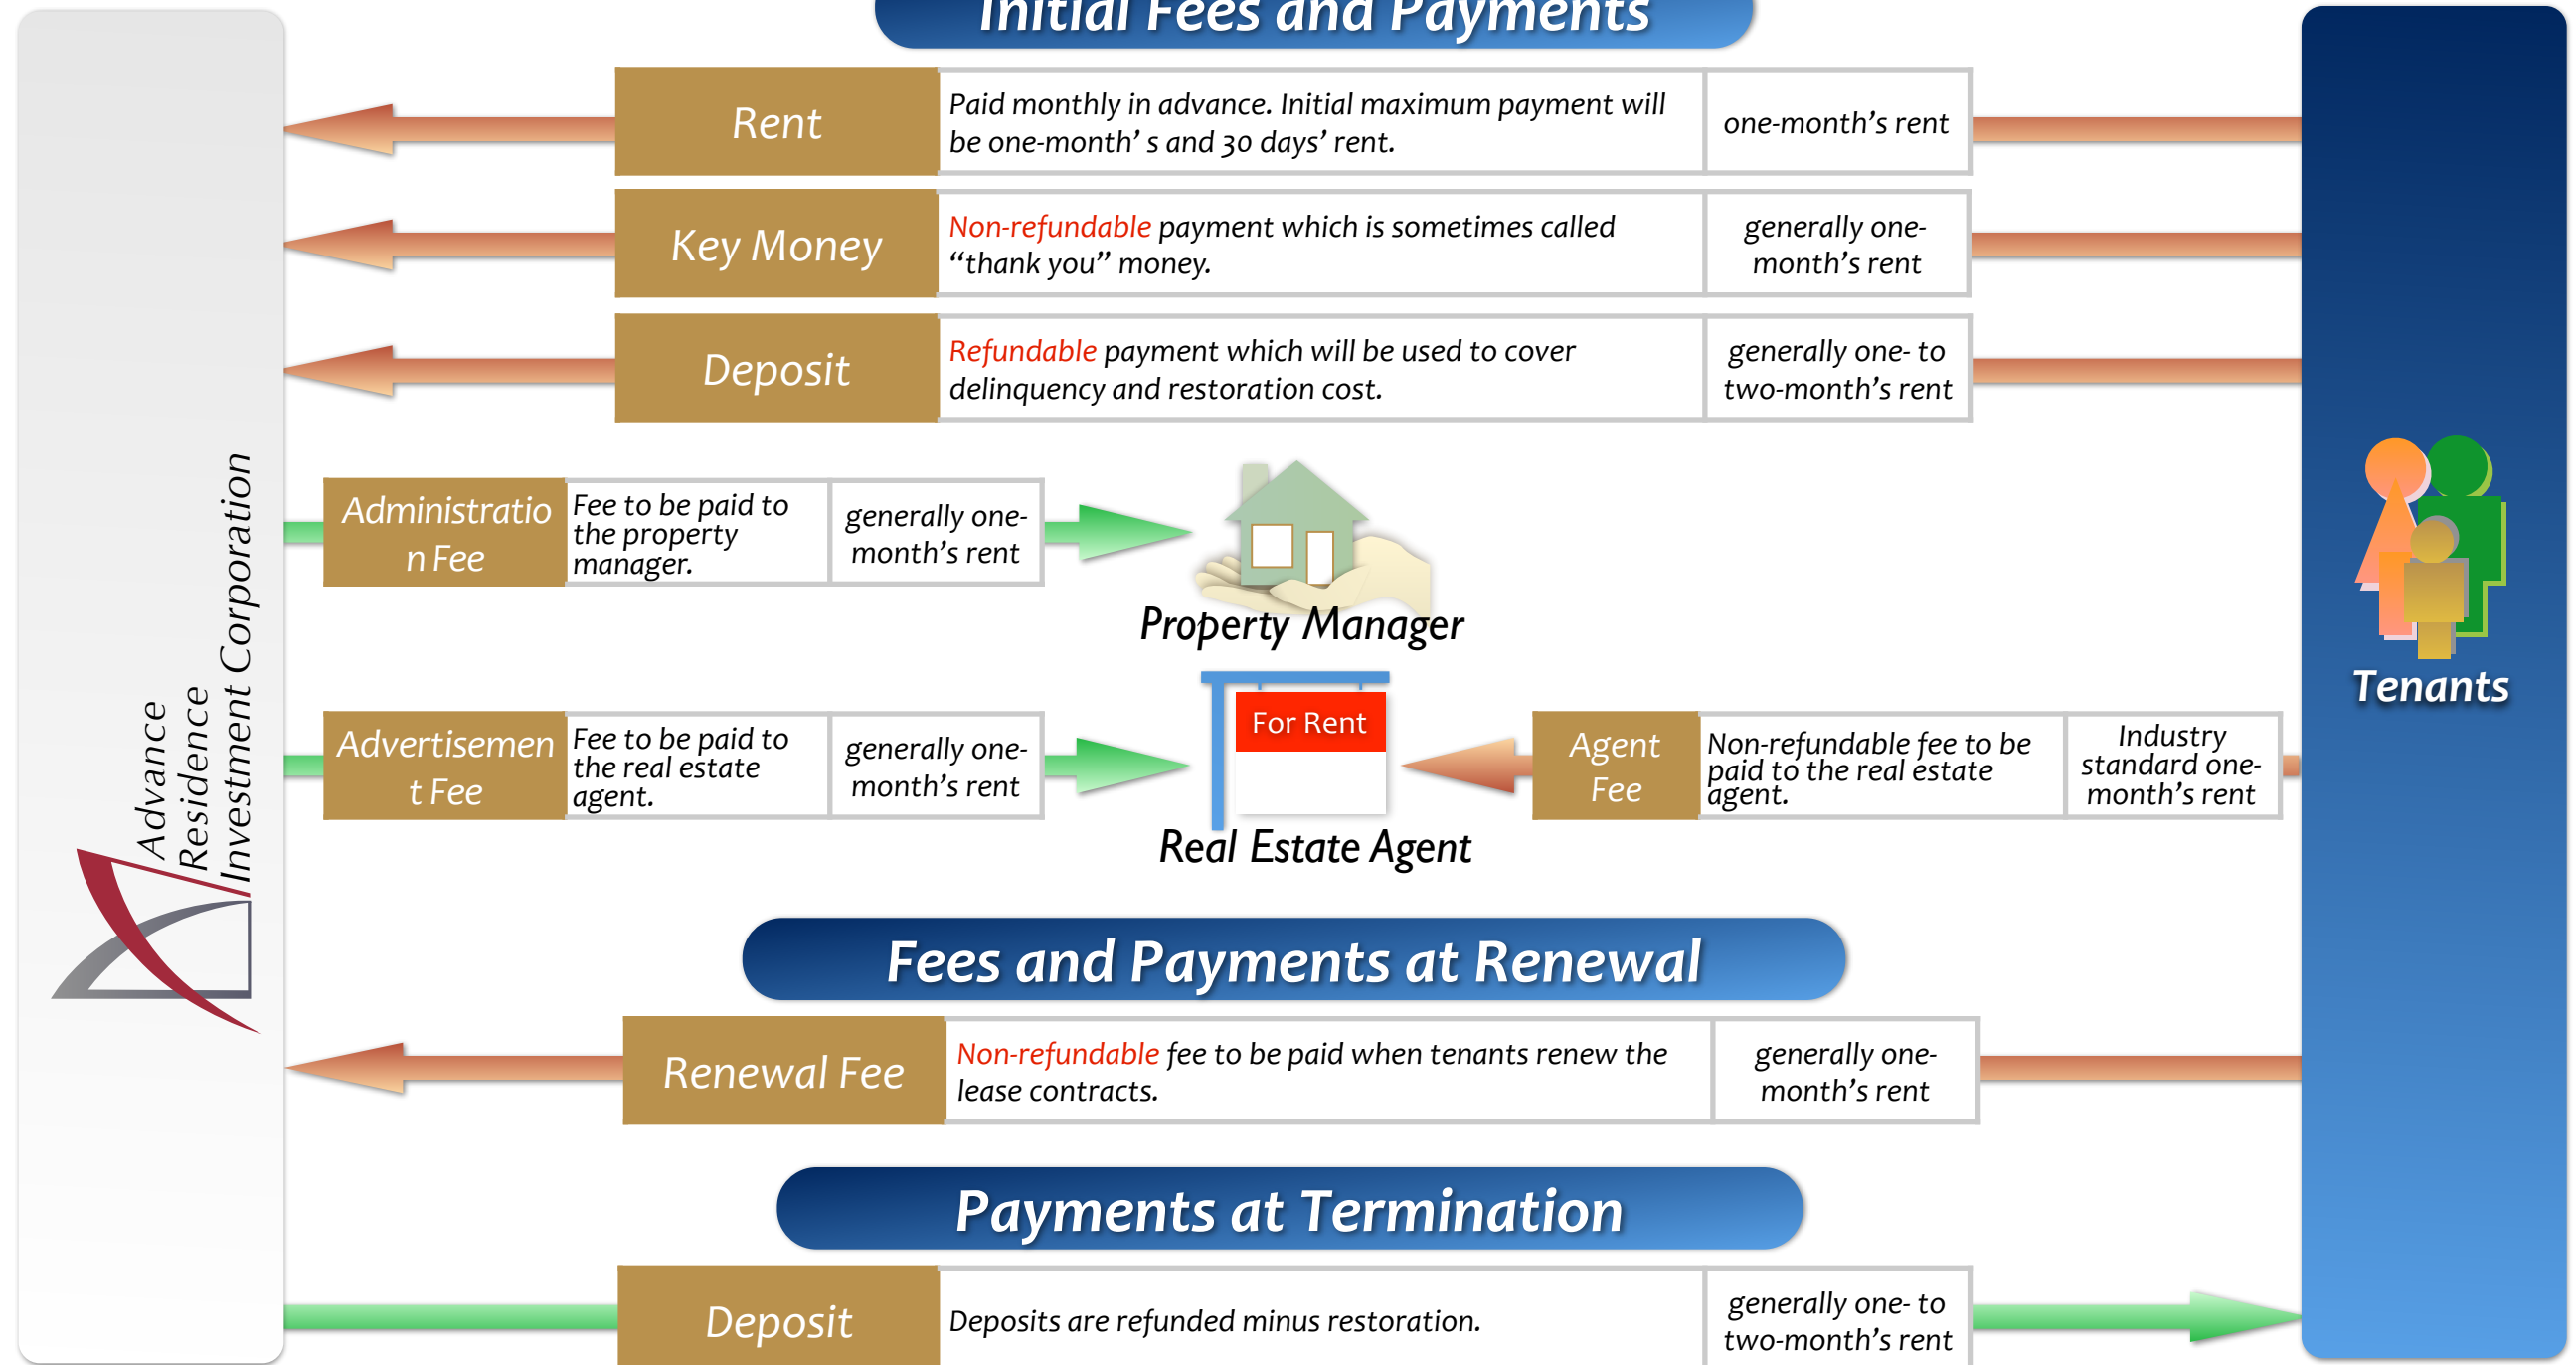 Initial Fees and Payments
Rent
Paid monthly in advance. Initial maximum payment will
be one-month’ s and 30 days’ rent.
one-month’s rent
Key Money
Non-refundable payment which is sometimes called
“thank you” money.
generally one-
month’s rent
Deposit
Refundable payment which will be used to cover
delinquency and restoration cost.
generally one- to
two-month’s rent
Administratio
n Fee
Fee to be paid to
the property
manager.
generally one-
month’s rent
Property Manager
Advance
Residence
Investment Corporation
Tenants
Advertisemen
t Fee
Fee to be paid to
the real estate
agent.
generally one-
month’s rent
For Rent
Real Estate Agent
Agent
Fee
Non-refundable fee to be
paid to the real estate
agent.
Industry
standard one-
month’s rent
Fees and Payments at Renewal
Renewal Fee
Non-refundable fee to be paid when tenants renew the
lease contracts.
generally one-
month’s rent
Payments at Termination
Deposit
Deposits are refunded minus restoration.
generally one- to
two-month’s rent